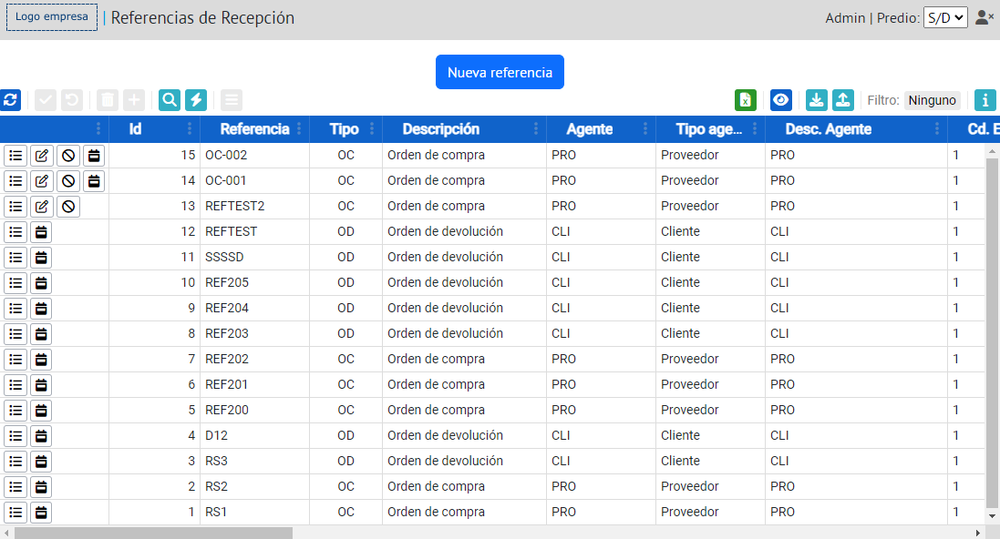 Logo empresa | Referencias de Recepción Admin | Predio: S/D
Nueva referencia
Filtro: Ninguno
Id Referencia Tipo Descripción Agente Tipo age... Desc. Agente Cd. E
15 OC-002 OC Orden de compra PRO Proveedor PRO 1
14 OC-001 OC Orden de compra PRO Proveedor PRO 1
13 REFTEST2 OC Orden de compra PRO Proveedor PRO 1
12 REFTEST OD Orden de devolución CLI Cliente CLI 1
11 SSSSD OD Orden de devolución CLI Cliente CLI 1
10 REF205 OD Orden de devolución CLI Cliente CLI 1
9 REF204 OD Orden de devolución CLI Cliente CLI 1
8 REF203 OD Orden de devolución CLI Cliente CLI 1
7 REF202 OC Orden de compra PRO Proveedor PRO 1
6 REF201 OC Orden de compra PRO Proveedor PRO 1
5 REF200 OC Orden de compra PRO Proveedor PRO 1
4 D12 OD Orden de devolución CLI Cliente CLI 1
3 RS3 OD Orden de devolución CLI Cliente CLI 1
2 RS2 OC Orden de compra PRO Proveedor PRO 1
1 RS1 OC Orden de compra PRO Proveedor PRO 1